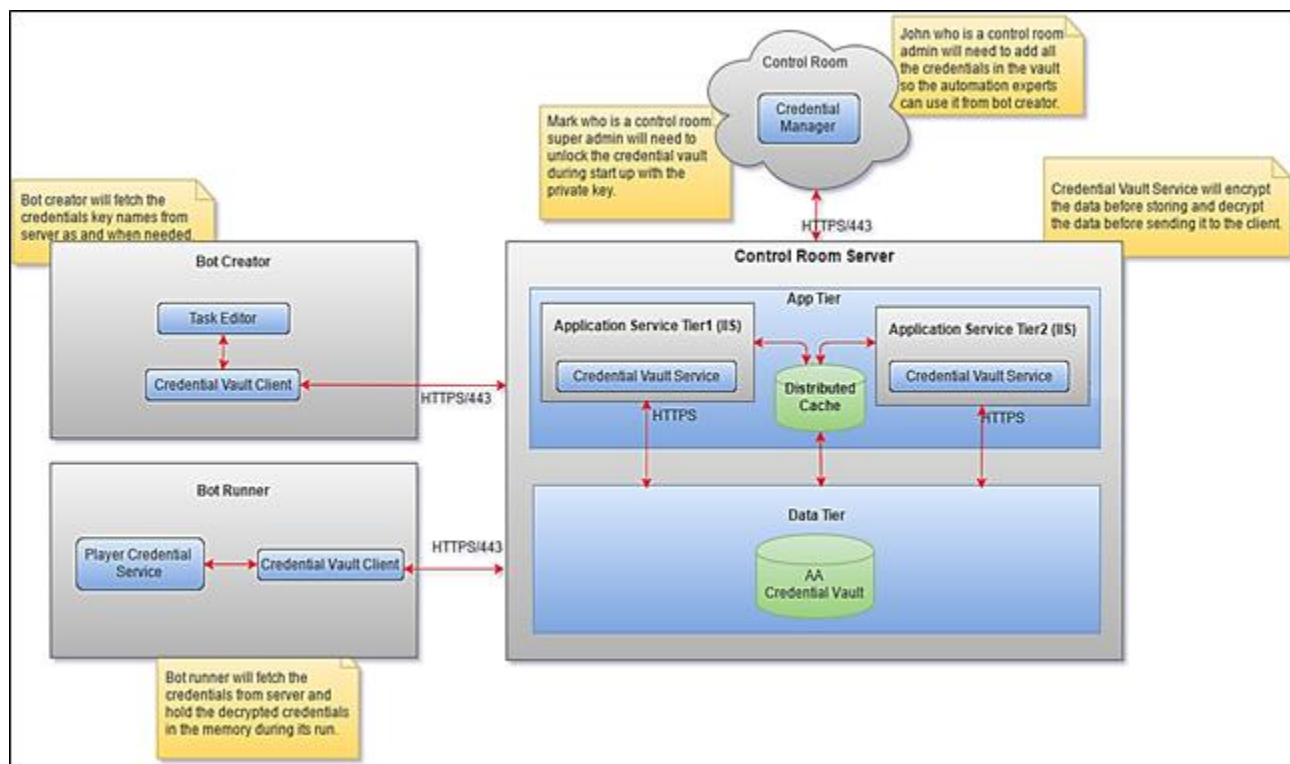 Control Room
Credential
Manager
John who is a control room
admin will need to add all
the credentials in the vault
so the automation experts
can use it from bot creator.
Mark who is a control room
super admin will need to
unlock the credential vault
during start up with the
private key.
Credential Vault Service will encrypt
the data before storing and decrypt
the data before sending it to the client.
Bot creator will fetch the
credentials key names from
server as and when needed.
HTTPS/443
Bot Creator
Task Editor
Credential Vault Client
HTTPS/443
Control Room Server
App Tier
Application Service Tier1 (IIS)
Credential Vault Service
HTTPS
Distributed
Cache
Application Service Tier2 (IIS)
Credential Vault Service
HTTPS
Bot Runner
Player Credential
Service
Credential Vault Client
HTTPS/443
Data Tier
AA
Credential Vault
Bot runner will fetch the
credentials from server and
hold the decrypted credentials
in the memory during its run.